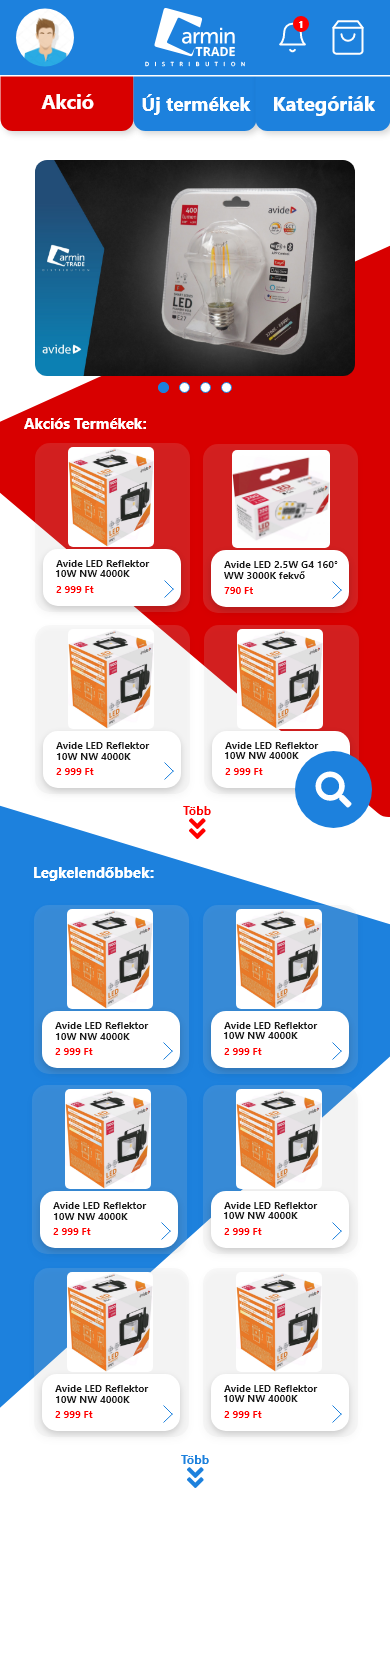 armin
TRADE
DISTRIBUTION
1
Akció
Új termékek
Kategóriák
armin
TRADE
DISTRIBUTION
avide
400
avide
LED
E27
Akciós Termékek:
Avide LED Reflektor
10W NW 4000K
2 999 Ft
Avide LED 2.5W G4 160°
WW 3000K fekvő
790 Ft
Avide LED Reflektor
10W NW 4000K
2 999 Ft
Avide LED Reflektor
10W NW 4000K
2 999 Ft
Több
Legkelendőbbek:
Avide LED Reflektor
10W NW 4000K
2 999 Ft
Avide LED Reflektor
10W NW 4000K
2 999 Ft
Avide LED Reflektor
10W NW 4000K
2 999 Ft
Avide LED Reflektor
10W NW 4000K
2 999 Ft
Avide LED Reflektor
10W NW 4000K
2 999 Ft
Avide LED Reflektor
10W NW 4000K
2 999 Ft
Több